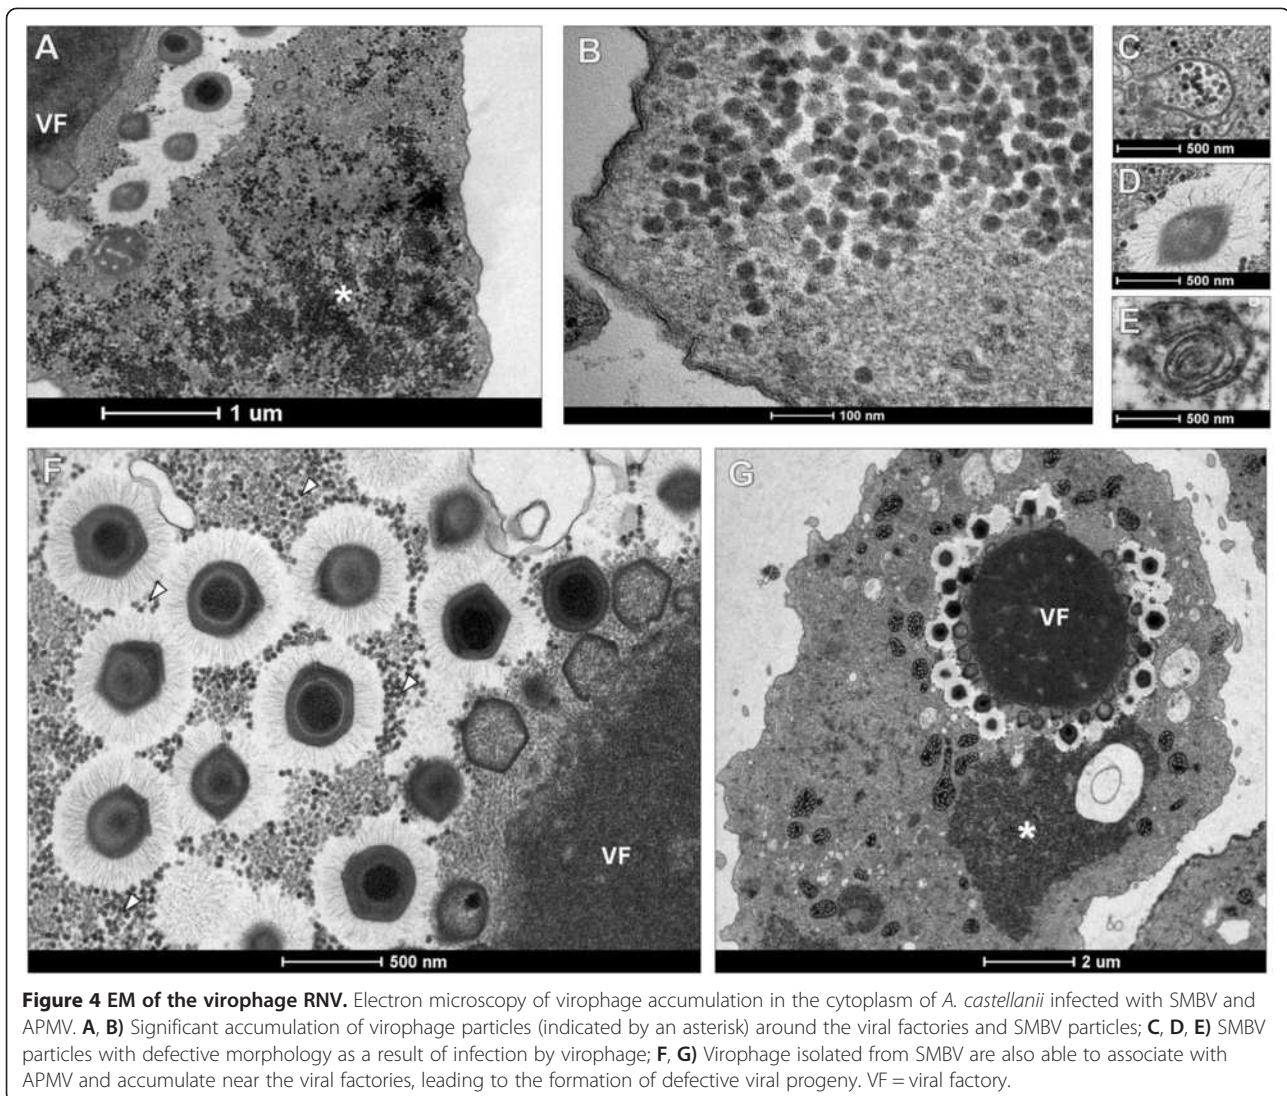 A
VF
*
1 um
B
100 nm
C
500 nm
D
500 nm
E
500 nm
F
VF
500 nm
G
VF
*
2 um
Figure 4 EM of the virophage RNV. Electron microscopy of virophage accumulation in the cytoplasm of A. castellanii infected with SMBV and
APMV. A, B) Significant accumulation of virophage particles (indicated by an asterisk) around the viral factories and SMBV particles; C, D, E) SMBV
particles with defective morphology as a result of infection by virophage; F, G) Virophage isolated from SMBV are also able to associate with
APMV and accumulate near the viral factories, leading to the formation of defective viral progeny. VF = viral factory.